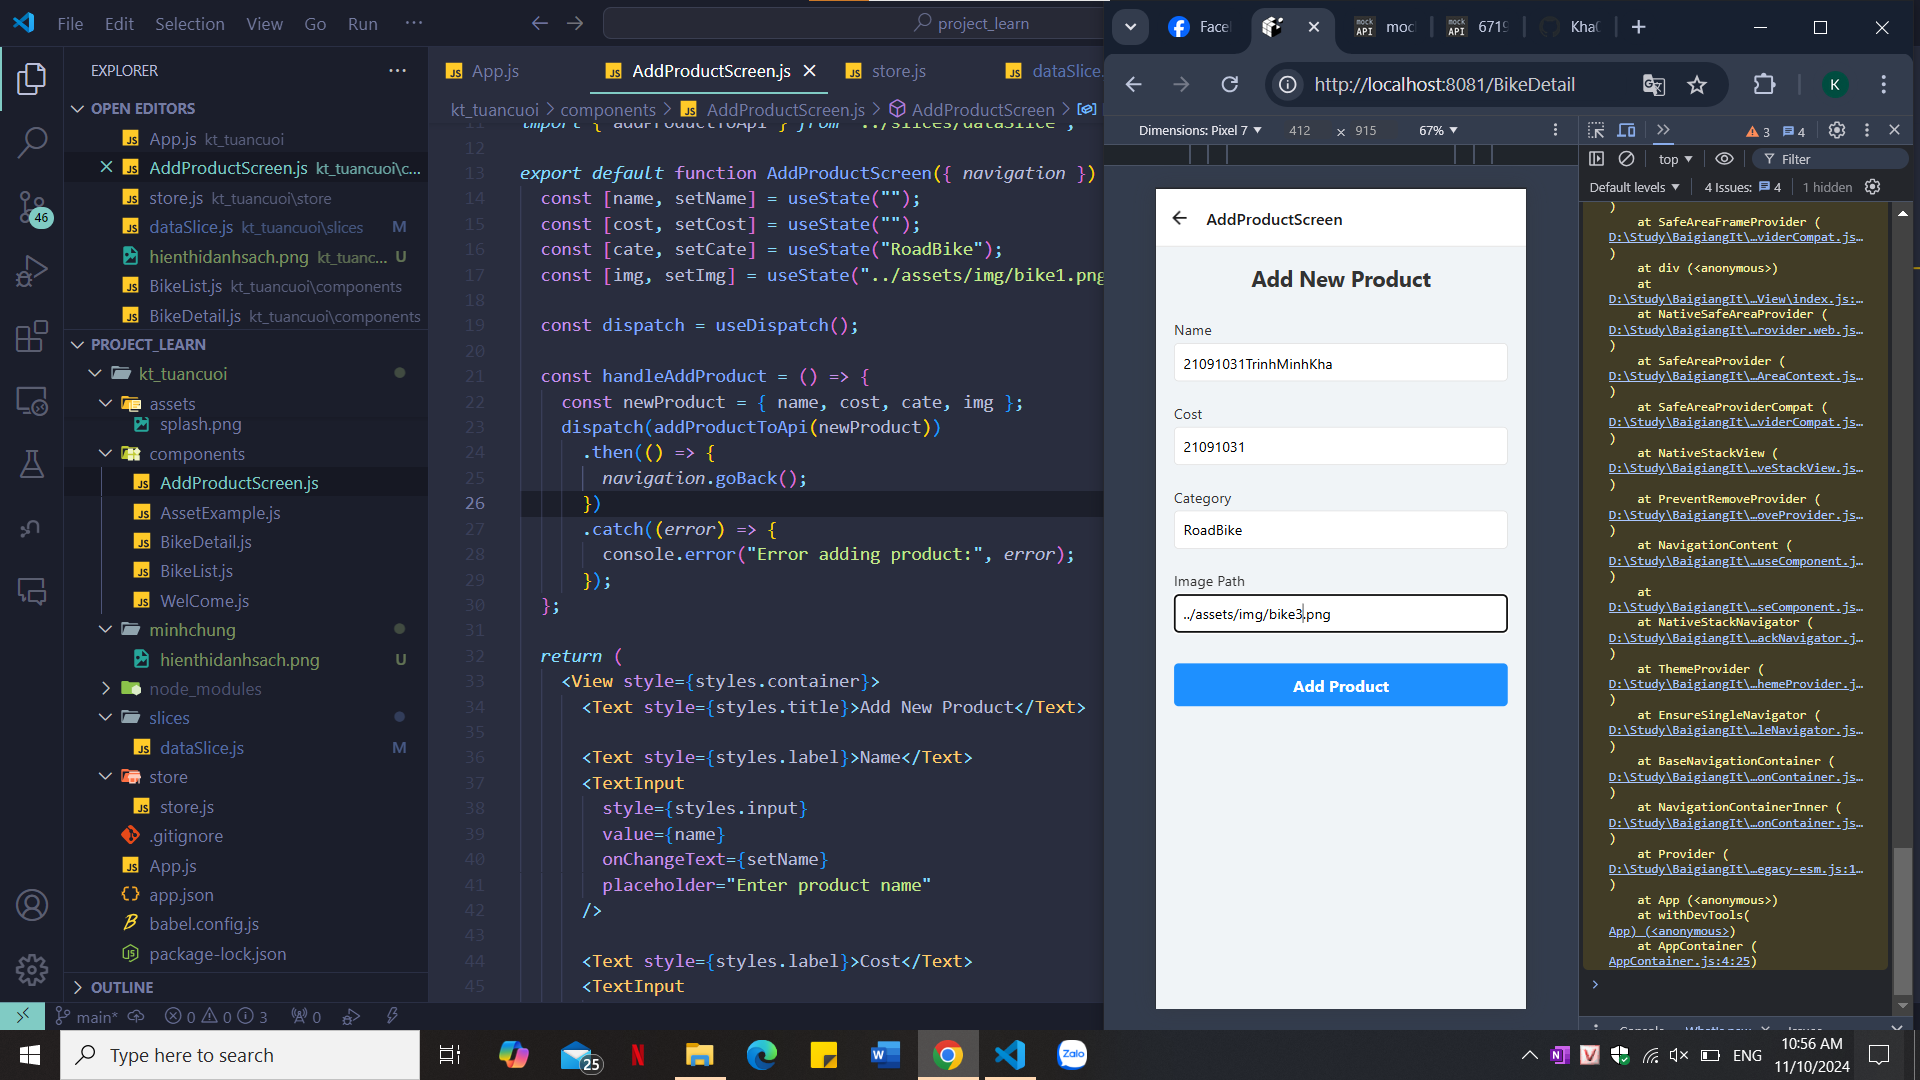 File Edit Selection View Go Run ···
project_learn
EXPLORER
OPEN EDITORS
App.js kt_tuancuoi
AddProductScreen.js kt_tuancuoi\c...
store.js kt_tuancuoi\store
dataSlice.js kt_tuancuoi\slices M
hienthidanhsach.png kt_tuanc... U
BikeList.js kt_tuancuoi\components
BikeDetail.js kt_tuancuoi\components
PROJECT_LEARN
kt_tuancuoi
assets
splash.png
components
AddProductScreen.js
AssetExample.js
BikeDetail.js
BikeList.js
WelCome.js
minhchung
hienthidanhsach.png U
node_modules
slices
dataSlice.js M
store
store.js
.gitignore
App.js
app.json
babel.config.js
package-lock.json
OUTLINE
46
main* 0 0 3 0
App.js AddProductScreen.js store.js dataSlice.
kt_tuancuoi > components > AddProductScreen.js > AddProductScreen >
11 import { addProductToApi } from "../slices/dataSlice";
12
13 export default function AddProductScreen({ navigation })
14 const [name, setName] = useState("");
15 const [cost, setCost] = useState("");
16 const [cate, setCate] = useState("RoadBike");
17 const [img, setImg] = useState("../assets/img/bike1.png
18
19 const dispatch = useDispatch();
20
21 const handleAddProduct = () => {
22 const newProduct = { name, cost, cate, img };
23 dispatch(addProductToApi(newProduct))
24 .then(() => {
25 navigation.goBack();
26 })
27 .catch((error) => {
28 console.error("Error adding product:", error);
29 });
30 };
31
32 return (
33 <View style={styles.container}>
34 <Text style={styles.title}>Add New Product</Text>
35
36 <Text style={styles.label}>Name</Text>
37 <TextInput
38 style={styles.input}
39 value={name}
40 onChangeText={setName}
41 placeholder="Enter product name"
42 />
43
44 <Text style={styles.label}>Cost</Text>
45 <TextInput
Face mock API moc mock API 6719 Kha
http://localhost:8081/BikeDetail
K
Dimensions: Pixel 7 412 × 915 67%
AddProductScreen
Add New Product
Name
21091031TrinhMinhKha
Cost
21091031
Category
RoadBike
Image Path
../assets/img/bike3.png
Add Product
3 4
top Filter
Default levels 4 Issues: 4 1 hidden
)
at SafeAreaFrameProvider (
D:\Study\BaigiangIt\…viderCompat.js…
)
at div (<anonymous>)
at
D:\Study\BaigiangIt\…View\index.js:…
at NativeSafeAreaProvider (
D:\Study\BaigiangIt\…rovider.web.js…
)
at SafeAreaProvider (
D:\Study\BaigiangIt\…AreaContext.js…
)
at SafeAreaProviderCompat (
D:\Study\BaigiangIt\…viderCompat.js…
)
at NativeStackView (
D:\Study\BaigiangIt\…veStackView.js…
)
at PreventRemoveProvider (
D:\Study\BaigiangIt\…oveProvider.js…
)
at NavigationContent (
D:\Study\BaigiangIt\…useComponent.j…
)
at
D:\Study\BaigiangIt\…seComponent.js…
at NativeStackNavigator (
D:\Study\BaigiangIt\…ackNavigator.j…
)
at ThemeProvider (
D:\Study\BaigiangIt\…hemeProvider.j…
)
at EnsureSingleNavigator (
D:\Study\BaigiangIt\…leNavigator.js…
)
at BaseNavigationContainer (
D:\Study\BaigiangIt\…onContainer.js…
)
at NavigationContainerInner (
D:\Study\BaigiangIt\…onContainer.js…
)
at Provider (
D:\Study\BaigiangIt\…egacy-esm.js:1…
)
at App (<anonymous>)
at withDevTools(
App) (<anonymous>)
at AppContainer (
AppContainer.js:4:25)
Type here to search
25
Zalo
ENG
10:56 AM
11/10/2024